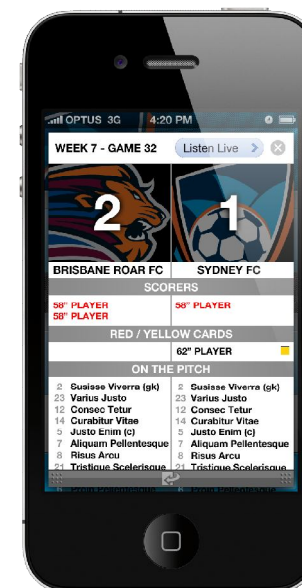 OPTUS 3G 4:20 PM
WEEK 7 - GAME 32 Listen Live
2 1
BRISBANE ROAR FC SYDNEY FC
SCORERS
58" PLAYER 58" PLAYER
58" PLAYER
RED / YELLOW CARDS
62" PLAYER
ON THE PITCH
2 Susisse Viverra (gk) 2 Susisse Viverra (gk)
23 Varius Justo 23 Varius Justo
12 Consec Tetur 12 Consec Tetur
14 Curabitur Vitae 14 Curabitur Vitae
5 Justo Enim (c) 5 Justo Enim (c)
7 Aliquam Pellentesque 7 Aliquam Pellentesque
8 Risus Arcu 8 Risus Arcu
21 Tristique Scelerisque 21 Tristique Scelerisque